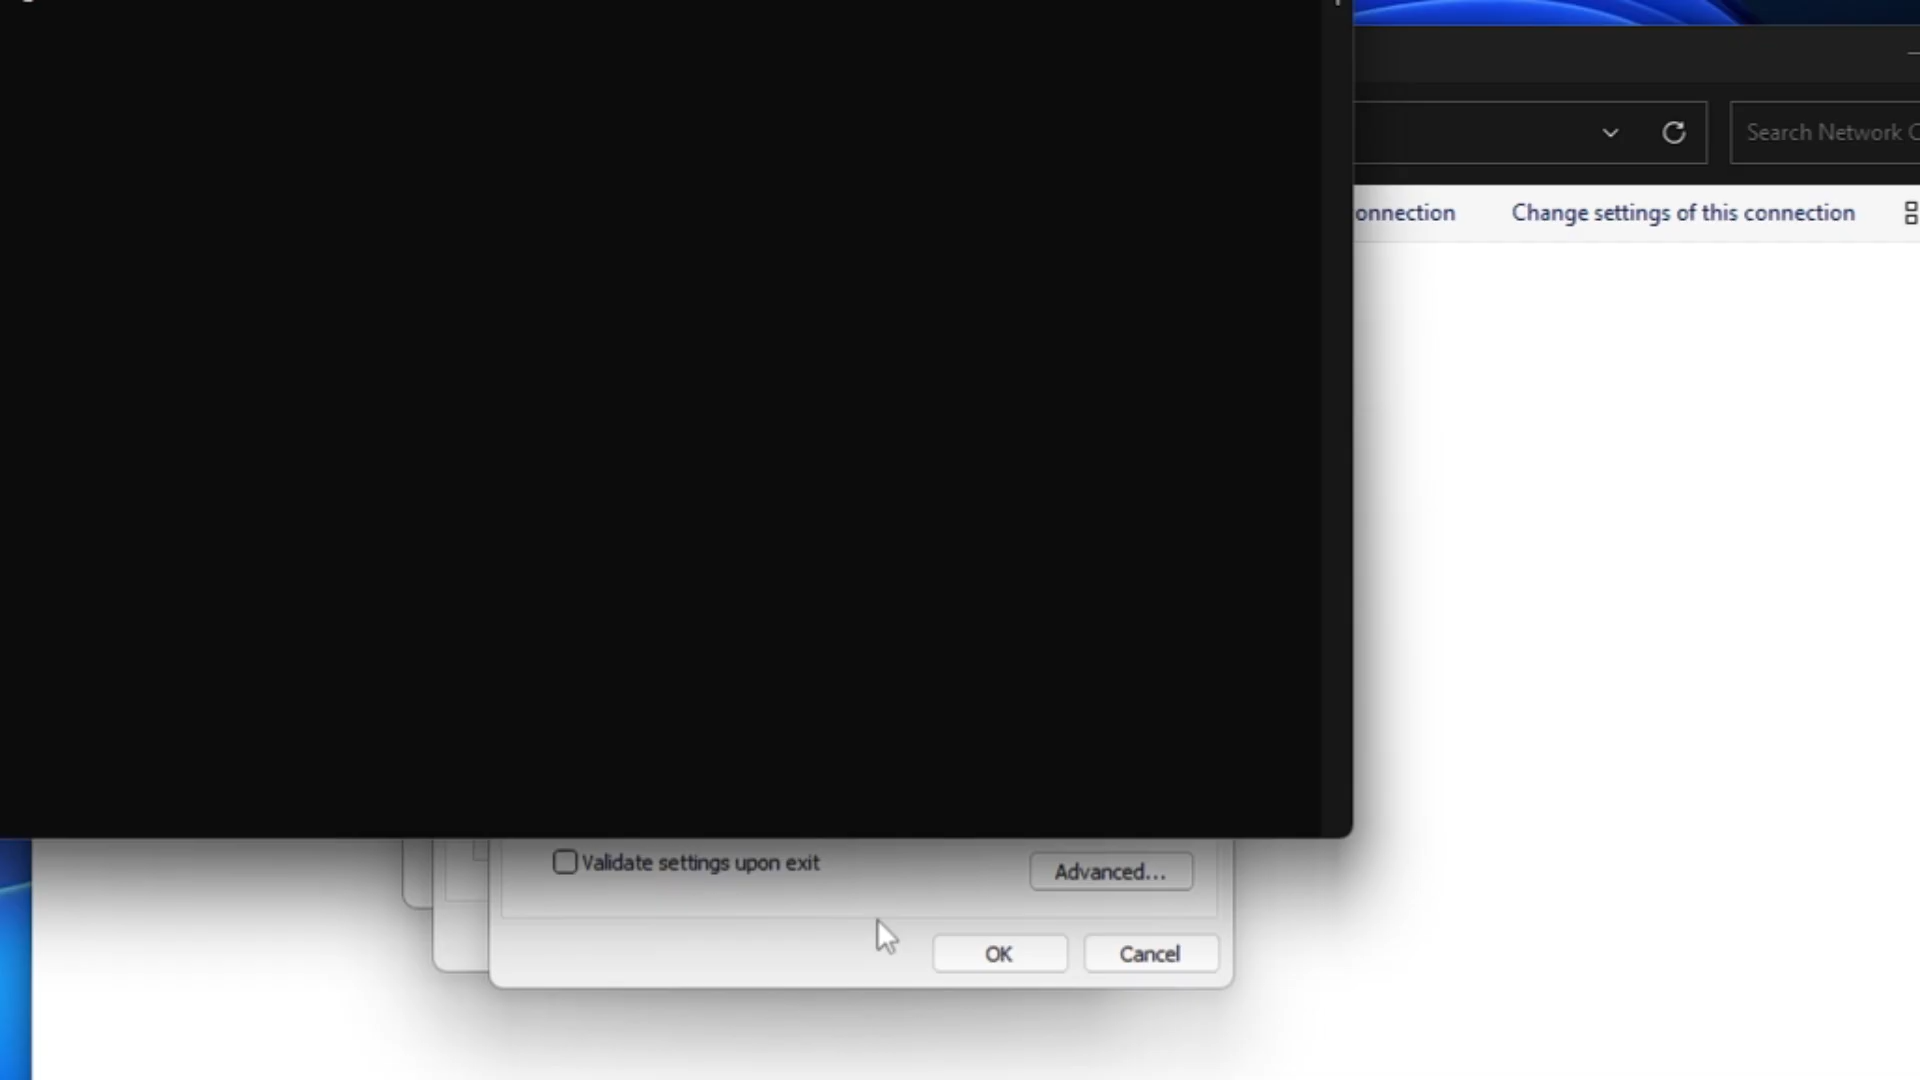 Search Network C
onnection
Change settings of this connection
Validate settings upon exit
Advanced...
OK
Cancel